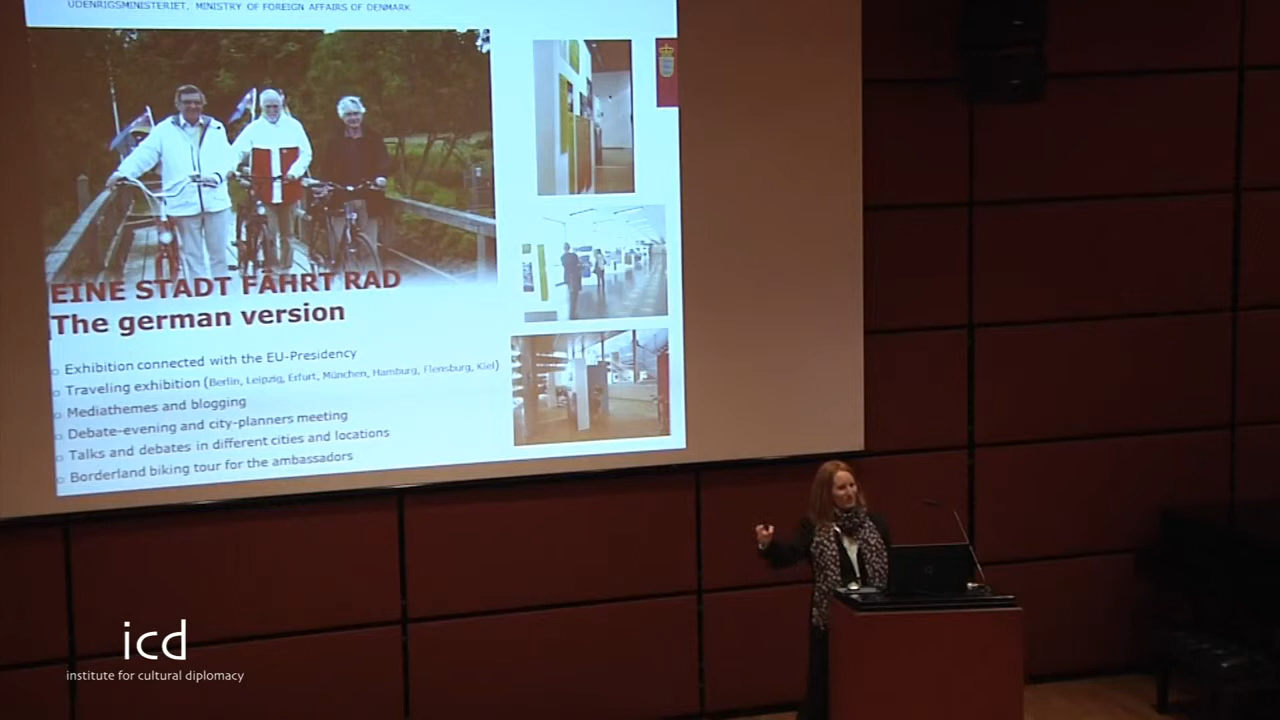 UDENRIGSMINISTERIET, MINISTRY OF FOREIGN AFFAIRS OF DENMARK
EINE STADT FÄHRT RAD
The german version
Exhibition connected with the EU-Presidency
Traveling exhibition (Berlin, Leipzig, Erfurt, München, Hamburg, Flensburg, Kiel)
Mediathemes and blogging
Debate-evening and city-planners meeting
Talks and debates in different cities and locations
Borderland biking tour for the ambassadors
icd
institute for cultural diplomacy